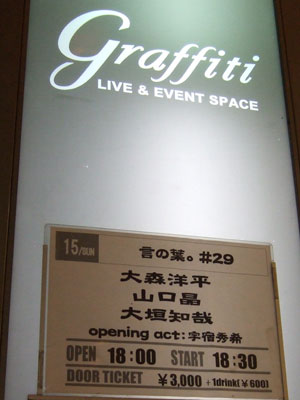 Graffiti
LIVE & EVENT SPACE
15/SUN
言の葉。#29
大森洋平
山口晶
大垣知哉
opening act:宇宿秀希
OPEN 18:00 START 18:30
DOOR TICKET ¥3,000 +1drink(¥600)